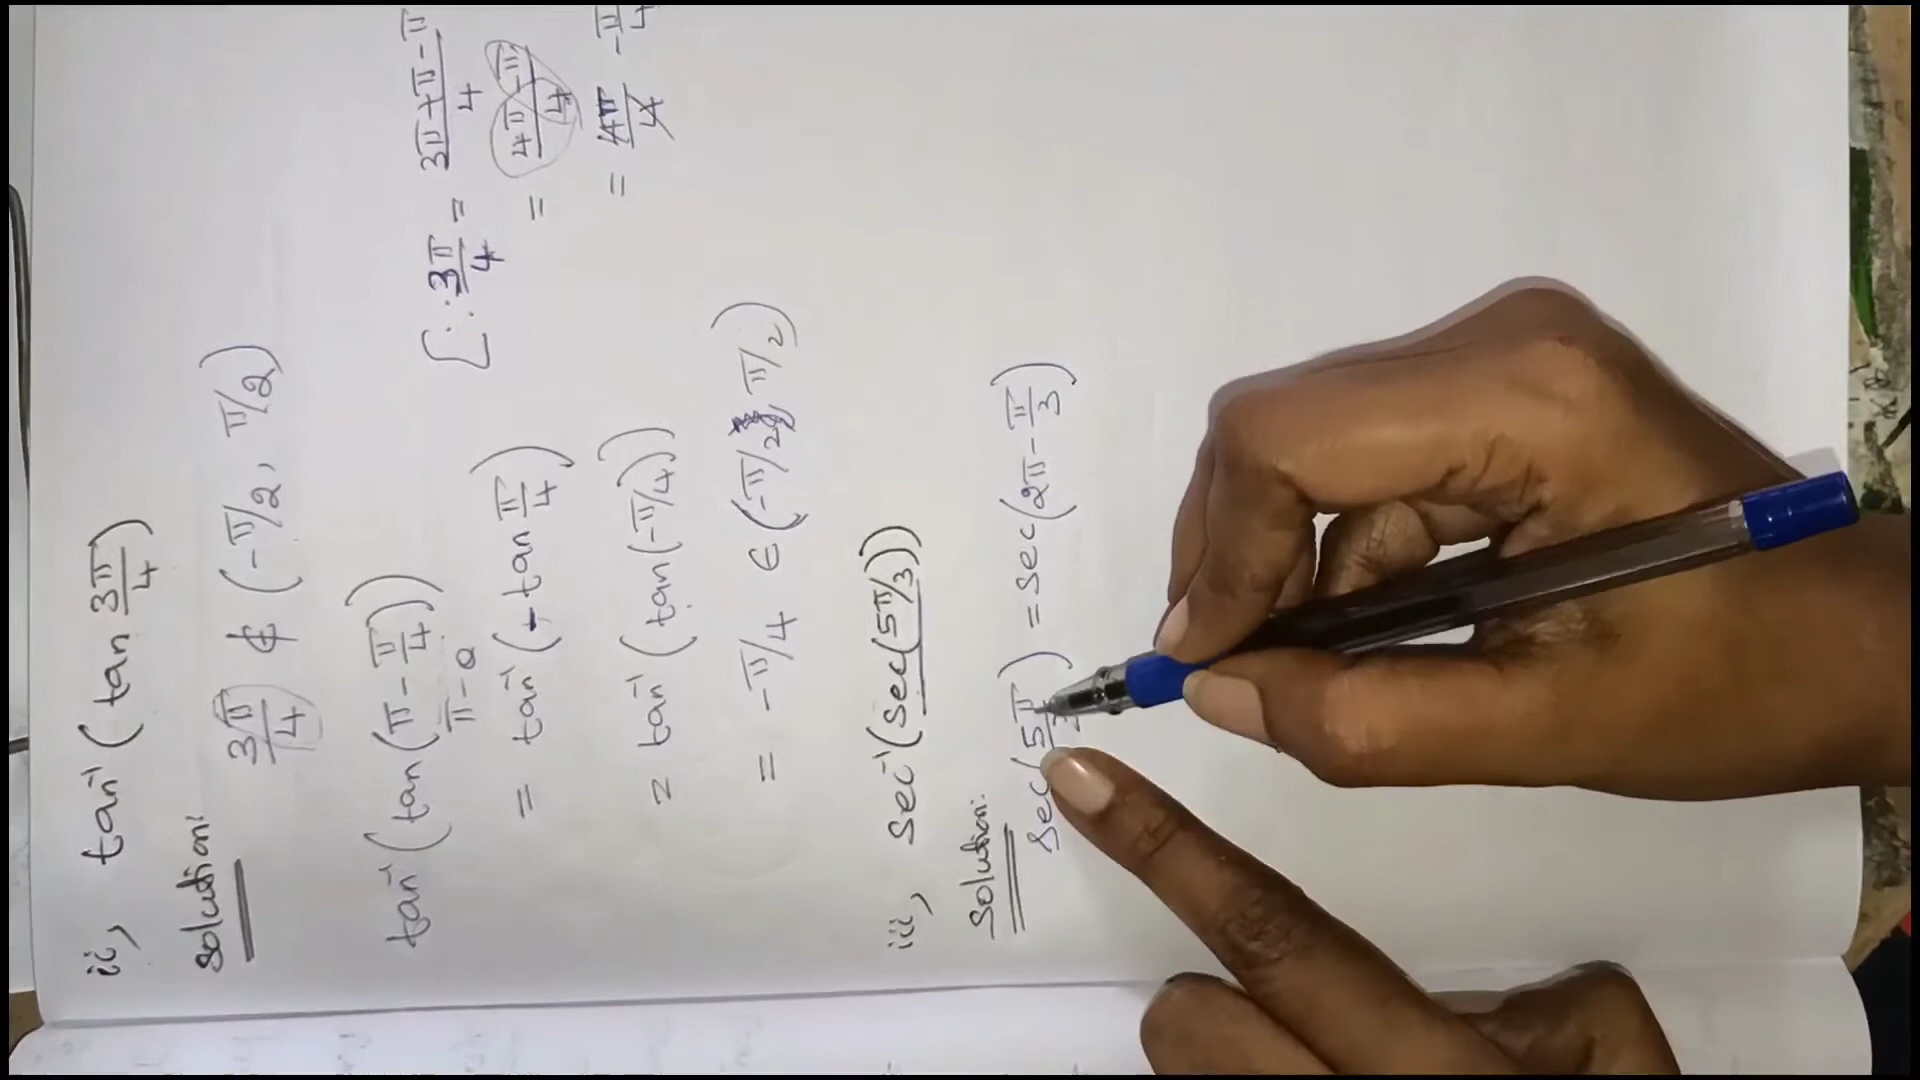 ii, tan⁻¹(tan 3π/4)
Solution:
3π/4 ∉ (-π/2, π/2)
tan⁻¹(tan(π - π/4))
π-θ
[∵ 3π/4 = 3π+π-π/4
= 4π-π/4
= 4π/4 - π/4
= tan⁻¹(-tan π/4)
= tan⁻¹(tan(-π/4))
= -π/4 ∈ (-π/2, π/2)
iii, sec⁻¹(sec(5π/3))
Solution:
sec(5π/3) = sec(2π - π/3)